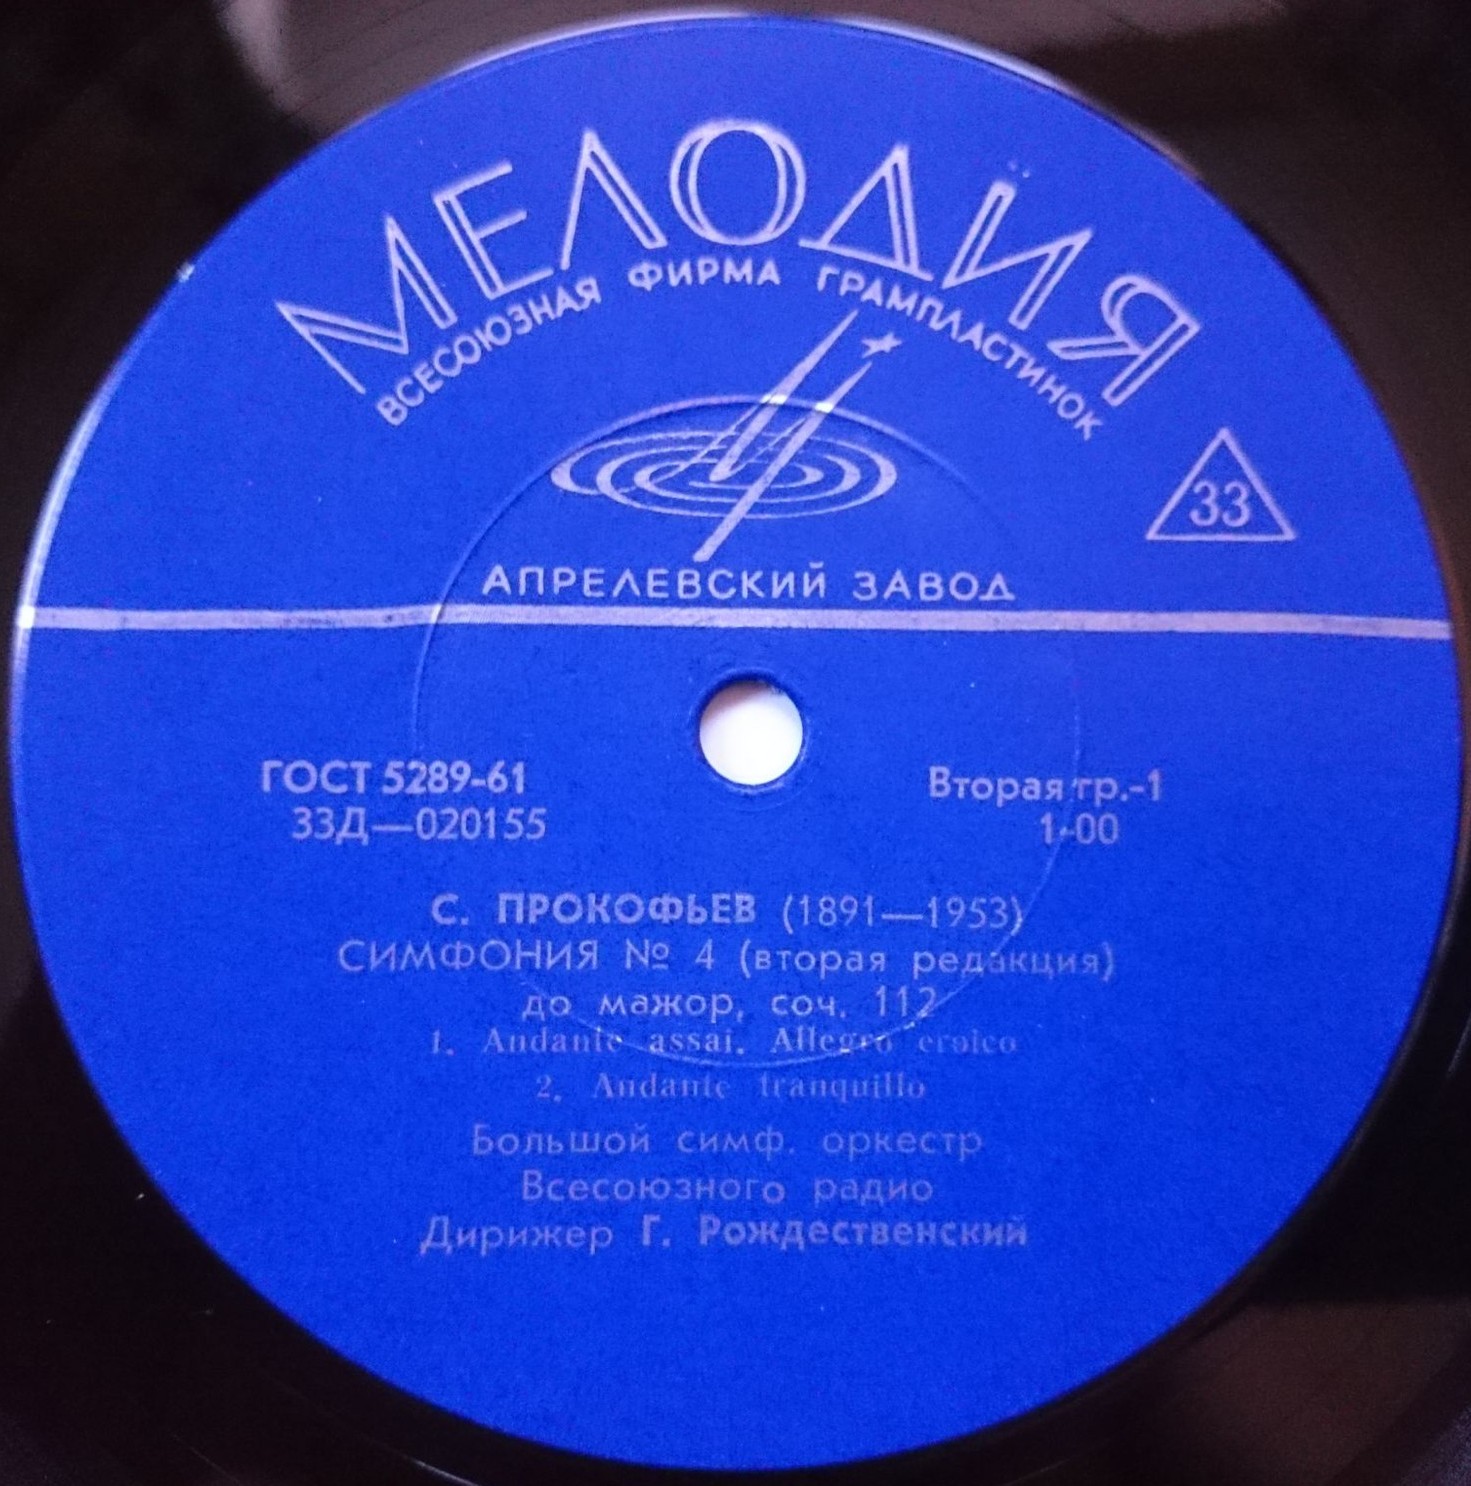 МЕЛОДИЯ
ВСЕСОЮЗНАЯ ФИРМА ГРАМПЛАСТИНОК
33
АПРЕЛЕВСКИЙ ЗАВОД
ГОСТ 5289-61 Вторая гр.-1
33Д—020155 1-00
С. ПРОКОФЬЕВ (1891—1953)
СИМФОНИЯ № 4 (вторая редакция)
до мажор, соч. 112
1. Andante assai. Allegro eroico
2. Andante tranquillo
Большой симф. оркестр
Всесоюзного радио
Дирижер Г. Рождественский